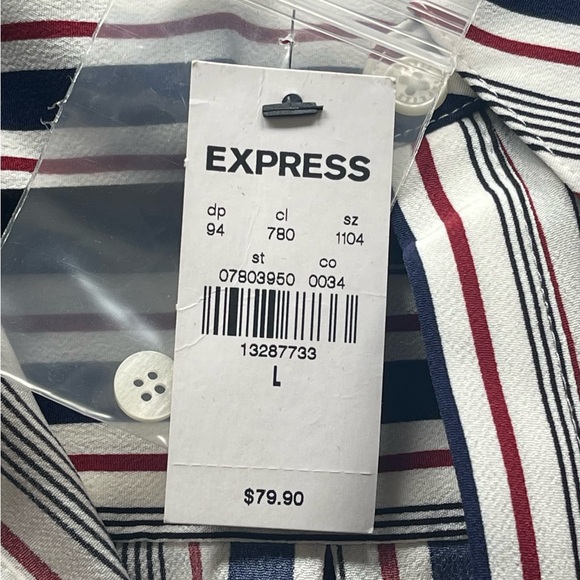 EXPRESS
dp cl sz
94 780 1104
st co
07803950 0034
13287733
L
$79.90